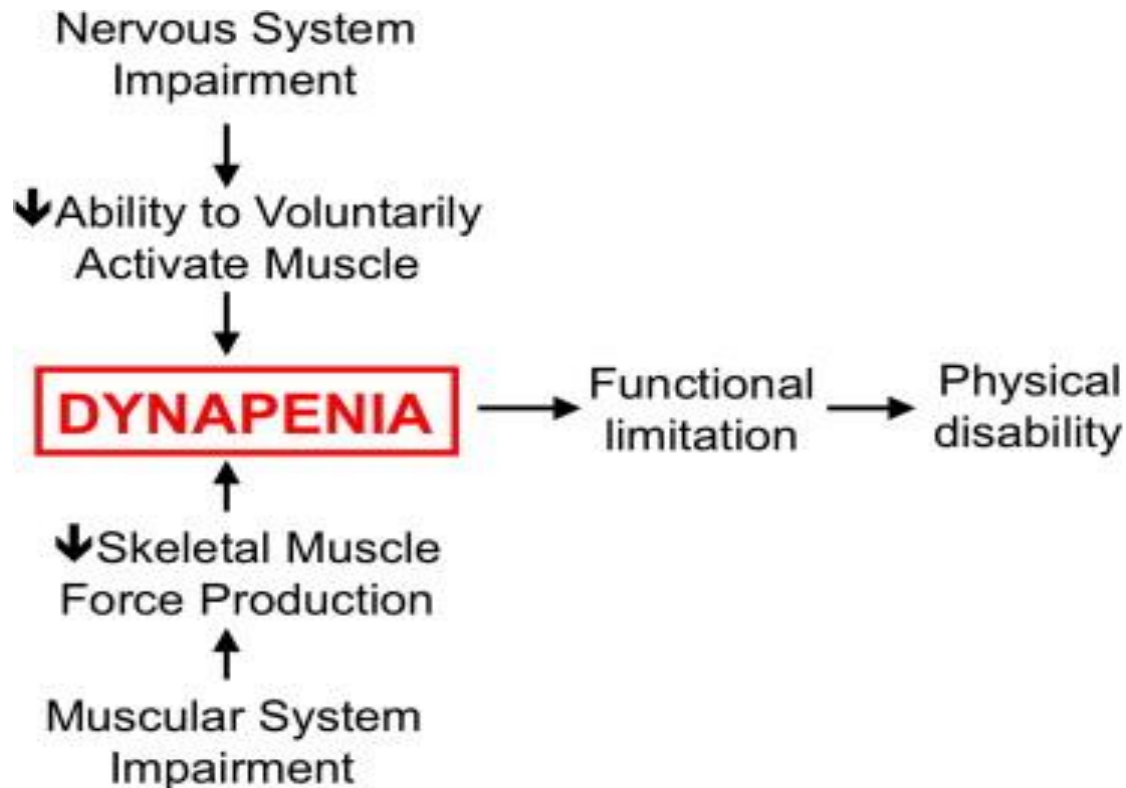 Nervous System
Impairment
↓Ability to Voluntarily
Activate Muscle
DYNAPENIA
Functional
limitation
Physical
disability
↓Skeletal Muscle
Force Production
Muscular System
Impairment